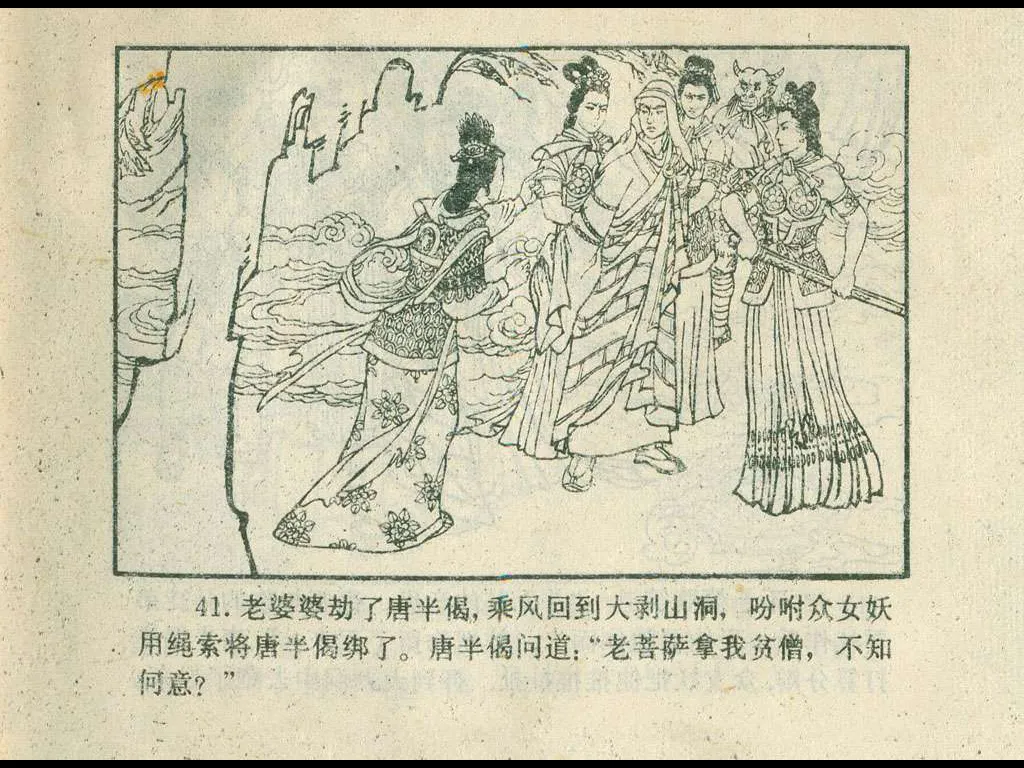 41. 老婆婆劫了唐半偈，乘风回到大剥山洞，吩咐众女妖
用绳索将唐半偈绑了。唐半偈问道：“老菩萨拿我贫僧，不知
何意？”